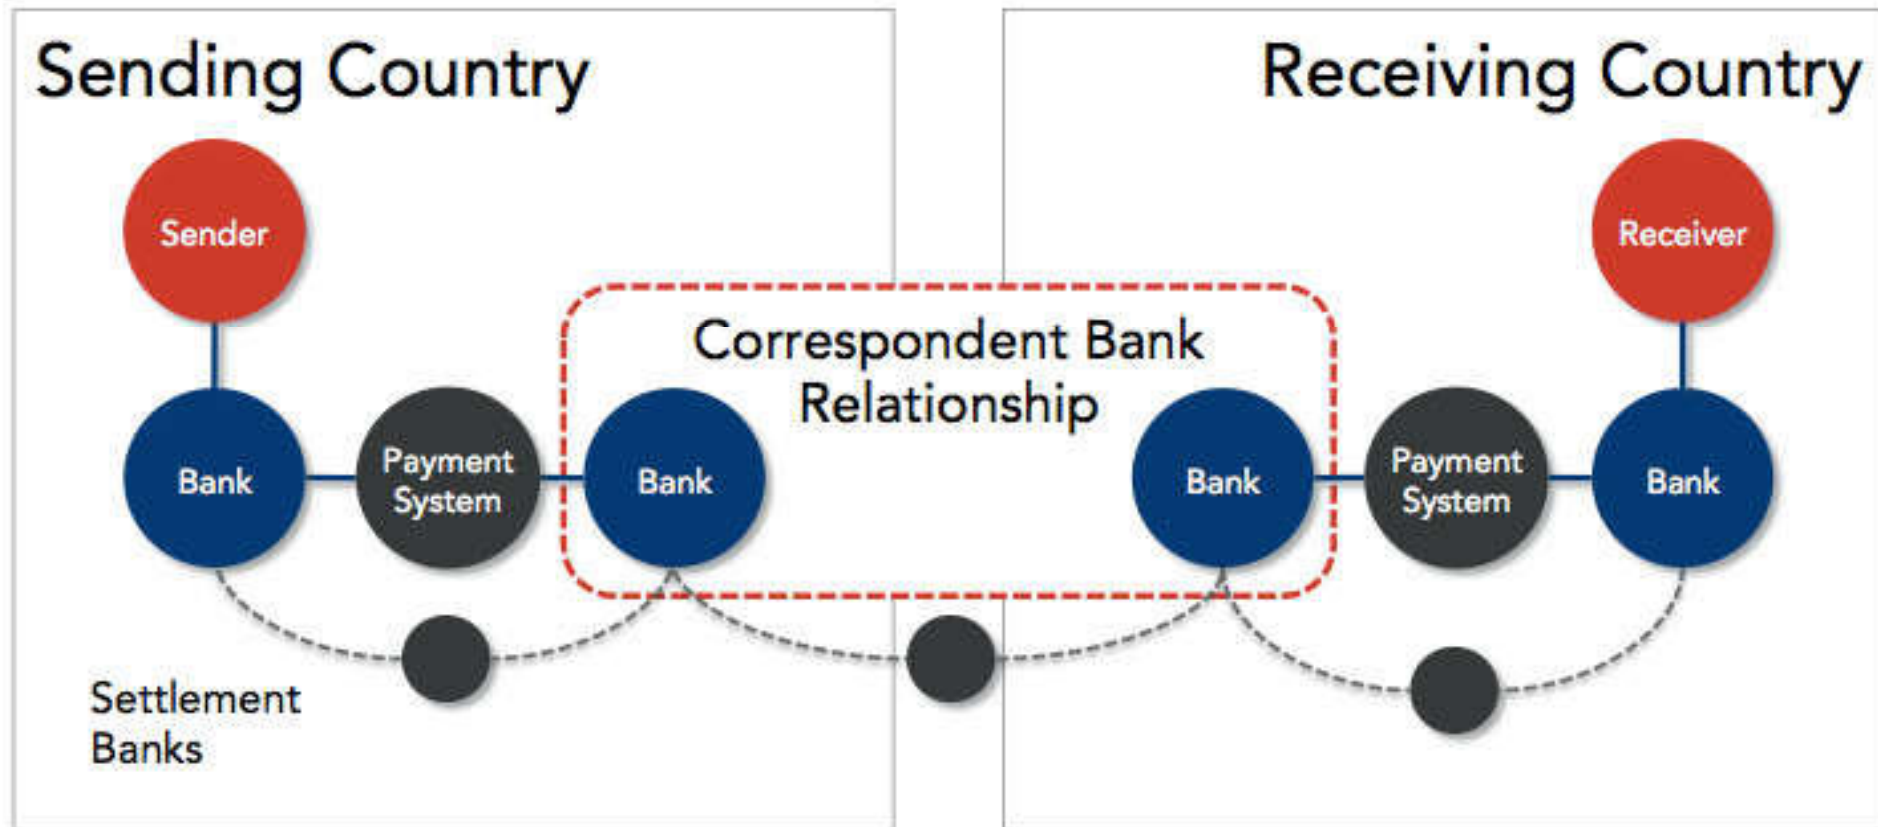 Sending Country
Receiving Country
Sender
Receiver
Correspondent Bank
Relationship
Bank
Payment
System
Bank
Bank
Payment
System
Bank
Settlement
Banks